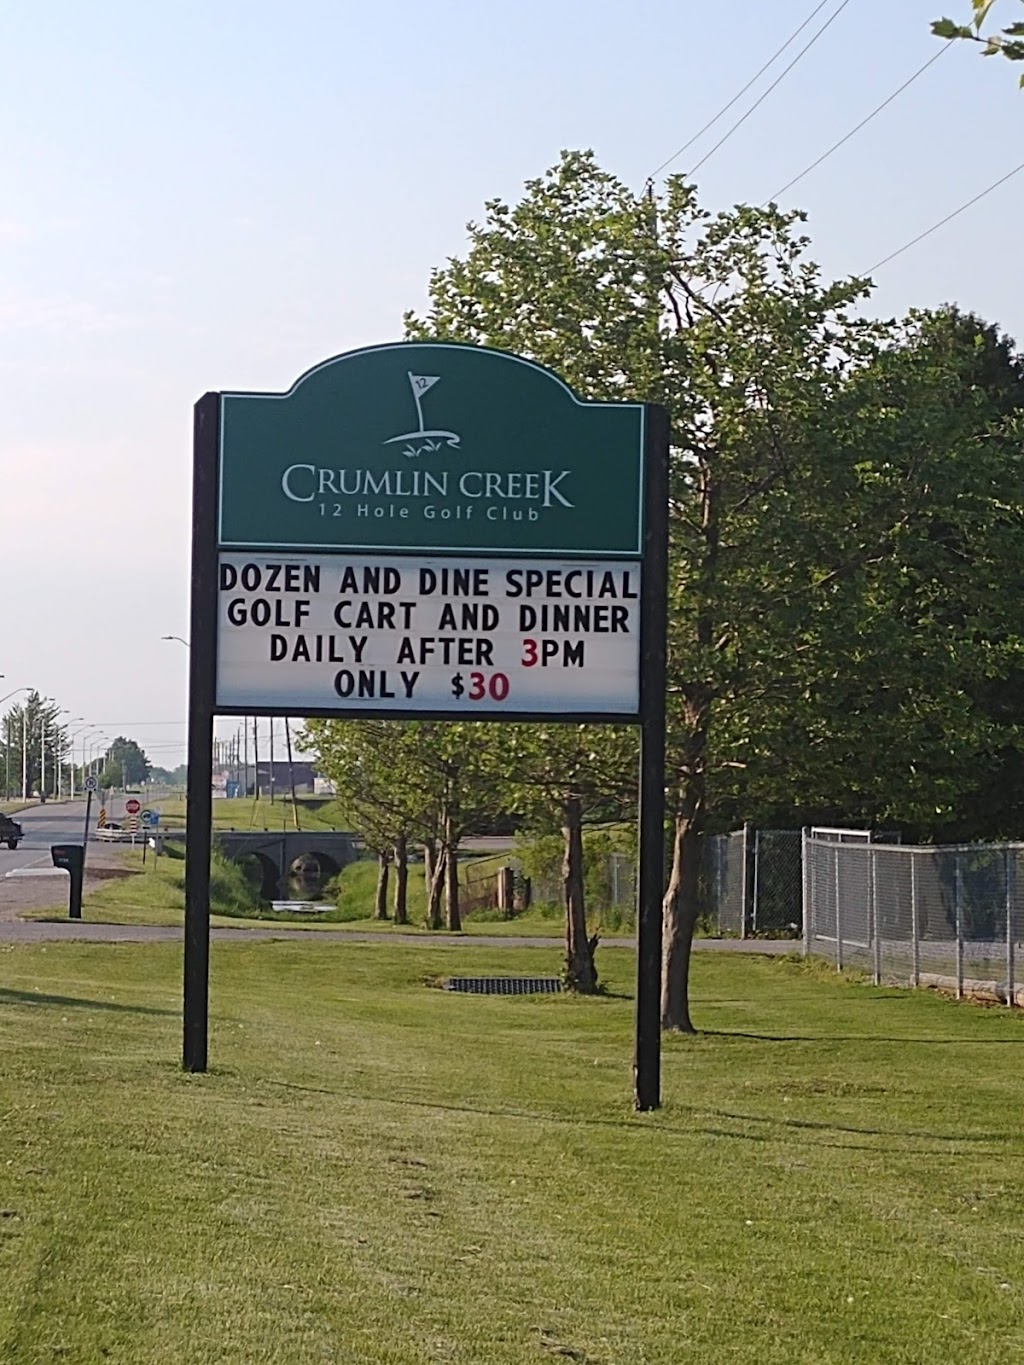 12
CRUMLIN CREEK
12 Hole Golf Club
DOZEN AND DINE SPECIAL
GOLF CART AND DINNER
DAILY AFTER 3PM
ONLY $30
STOP